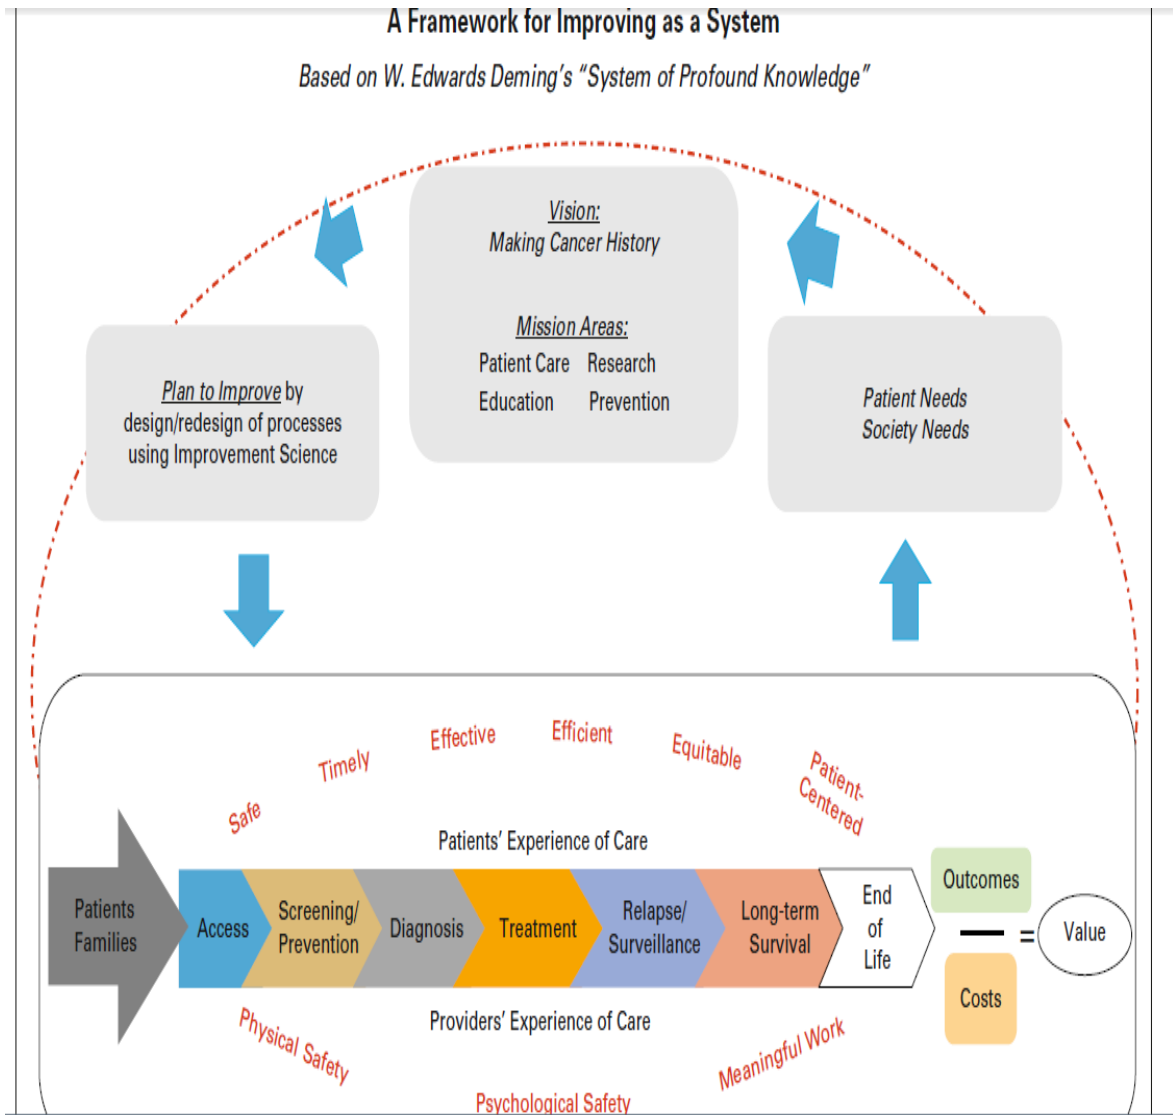 A Framework for Improving as a System
Based on W. Edwards Deming's “System of Profound Knowledge”
Vision:
Making Cancer History
Mission Areas:
Patient Care Research
Education Prevention
Plan to Improve by
design/redesign of processes
using Improvement Science
Patient Needs
Society Needs
Safe
Timely
Effective
Efficient
Equitable
Patient-
Centered
Patients' Experience of Care
Patients
Families
Access
Screening/
Prevention
Diagnosis
Treatment
Relapse/
Surveillance
Long-term
Survival
End
of
Life
Outcomes
Costs
=
Value
Providers' Experience of Care
Physical Safety
Psychological Safety
Meaningful Work